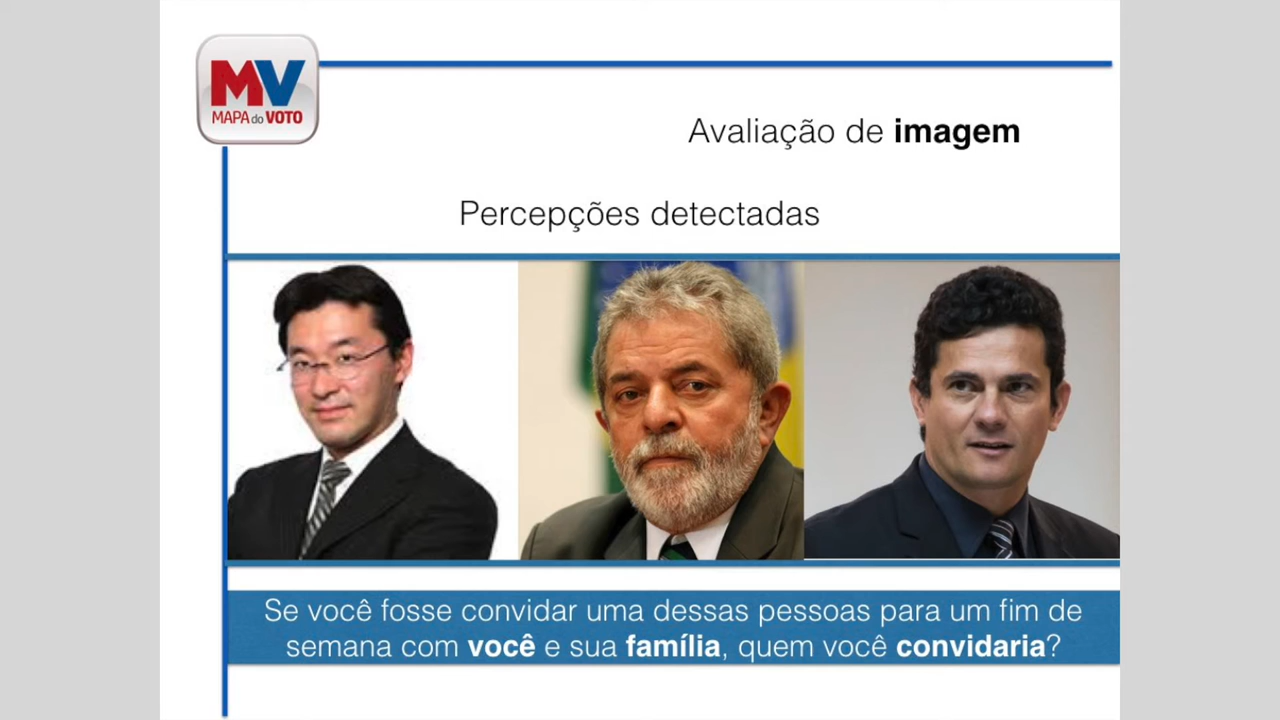 MV
MAPA do VOTO
Avaliação de imagem
Percepções detectadas
Se você fosse convidar uma dessas pessoas para um fim de
semana com você e sua família, quem você convidaria?